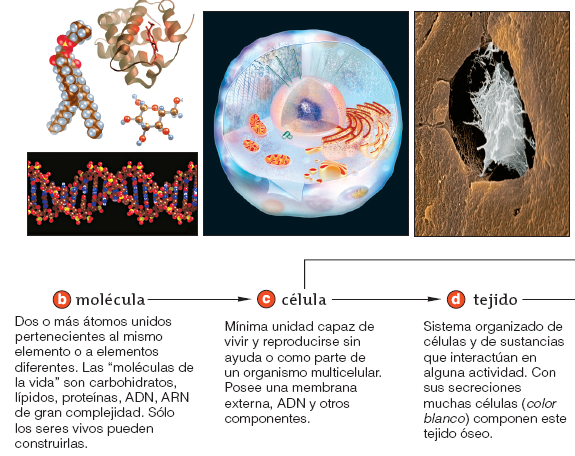 b molécula
Dos o más átomos unidos
pertenecientes al mismo
elemento o a elementos
diferentes. Las “moléculas de
la vida” son carbohidratos,
lípidos, proteínas, ADN, ARN
de gran complejidad. Sólo
los seres vivos pueden
construirlas.
c célula
Mínima unidad capaz de
vivir y reproducirse sin
ayuda o como parte de
un organismo multicelular.
Posee una membrana
externa, ADN y otros
componentes.
d tejido
Sistema organizado de
células y de sustancias
que interactúan en
alguna actividad. Con
sus secreciones
muchas células (color
blanco) componen este
tejido óseo.